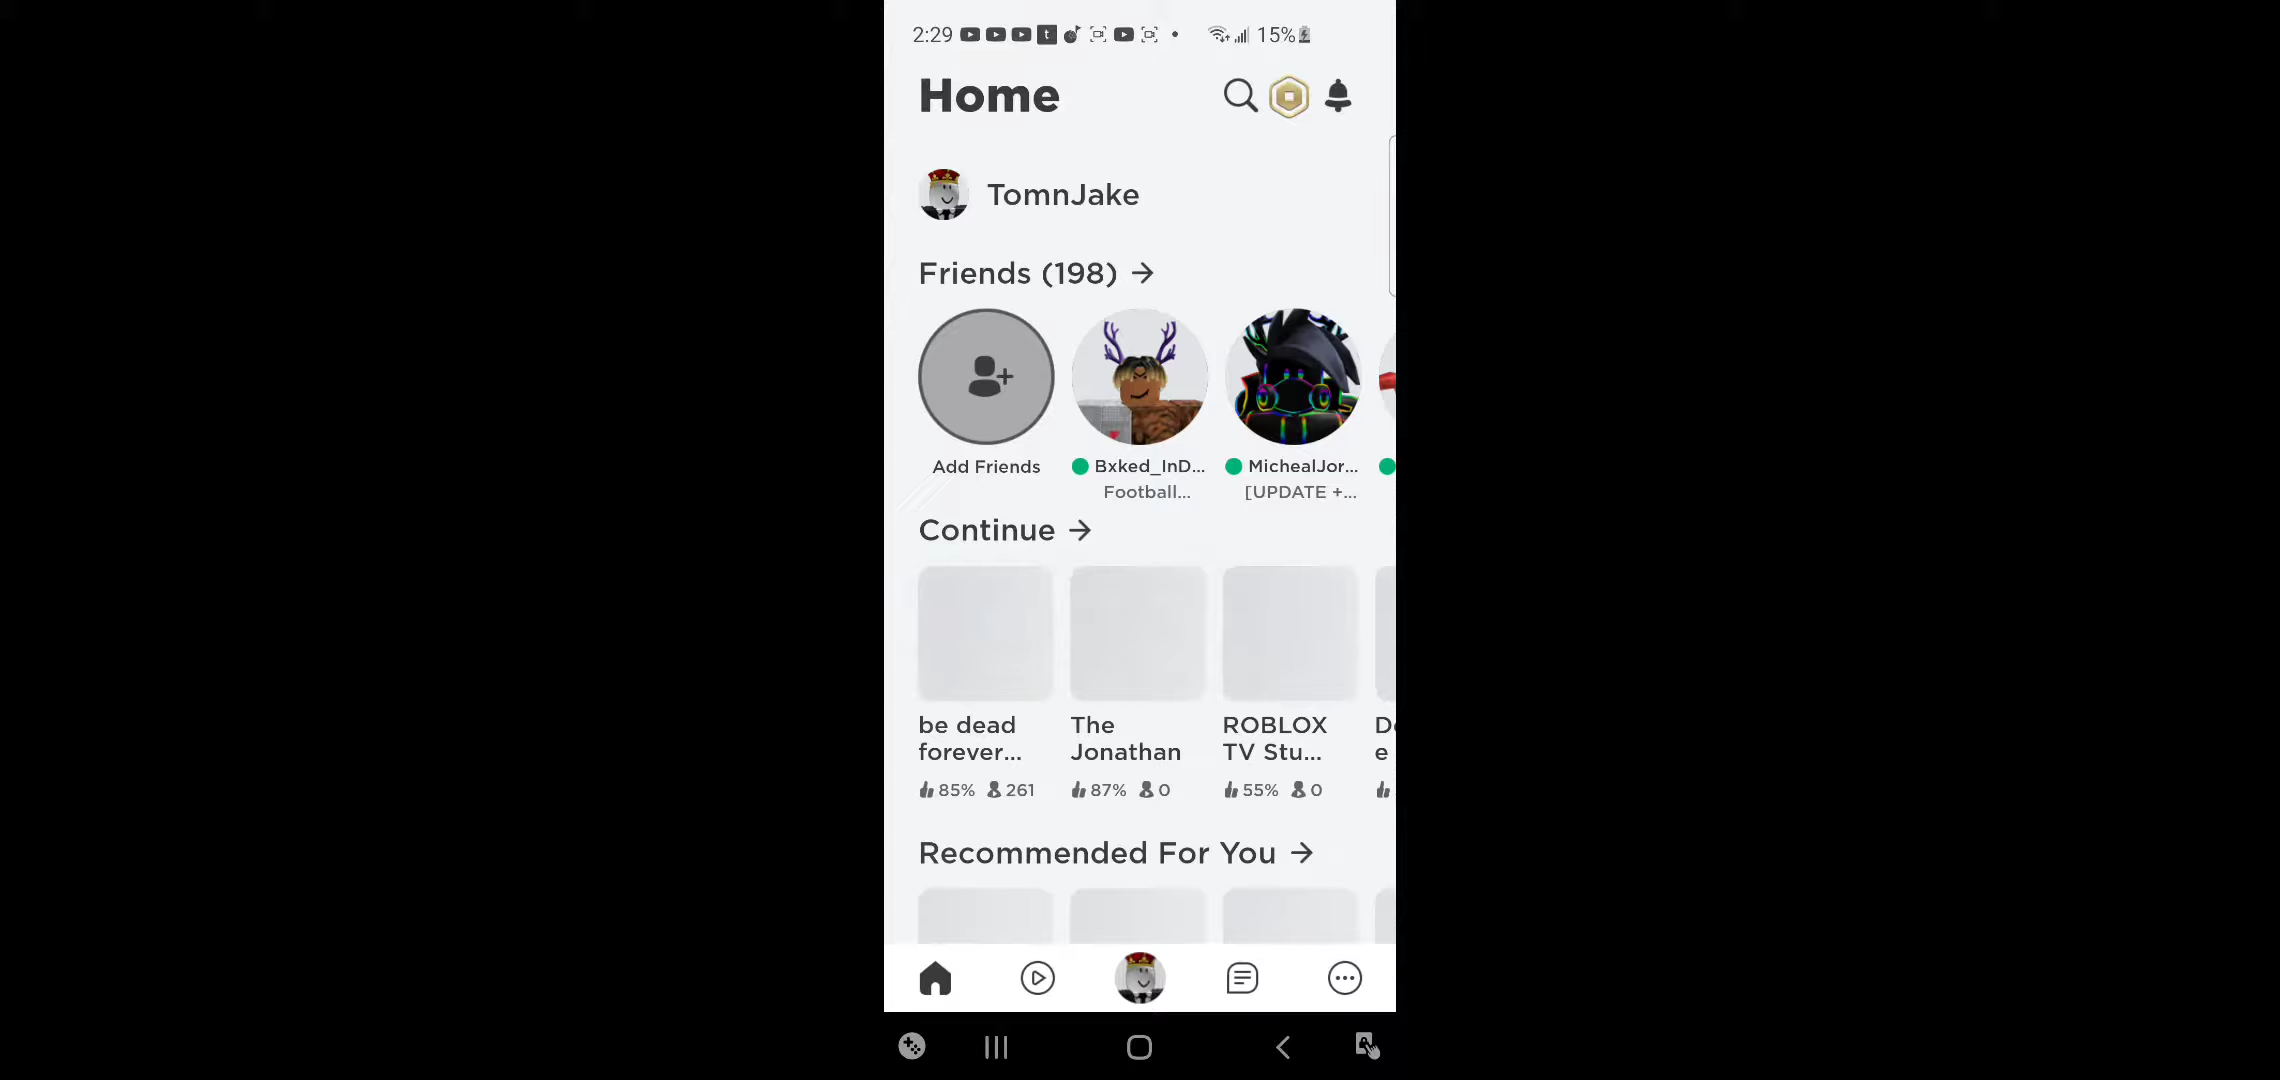 2:29 15%
Home
TomnJake
Friends (198)
Add Friends
Bxked_InD...
Football...
MichealJor...
[UPDATE +...
Continue
be dead
forever...
85% 261
The
Jonathan
87% 0
ROBLOX
TV Stu...
55% 0
Recommended For You